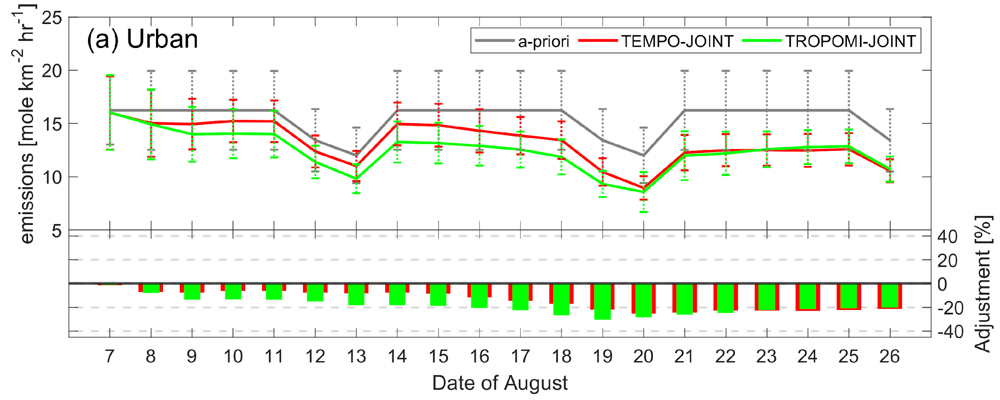 (a) Urban
a-priori TEMPO-JOINT TROPOMI-JOINT
emissions [mole km-2 hr-1]
25
20
15
10
5
Adjustment [%]
40
20
0
-20
-40
7 8 9 10 11 12 13 14 15 16 17 18 19 20 21 22 23 24 25 26
Date of August